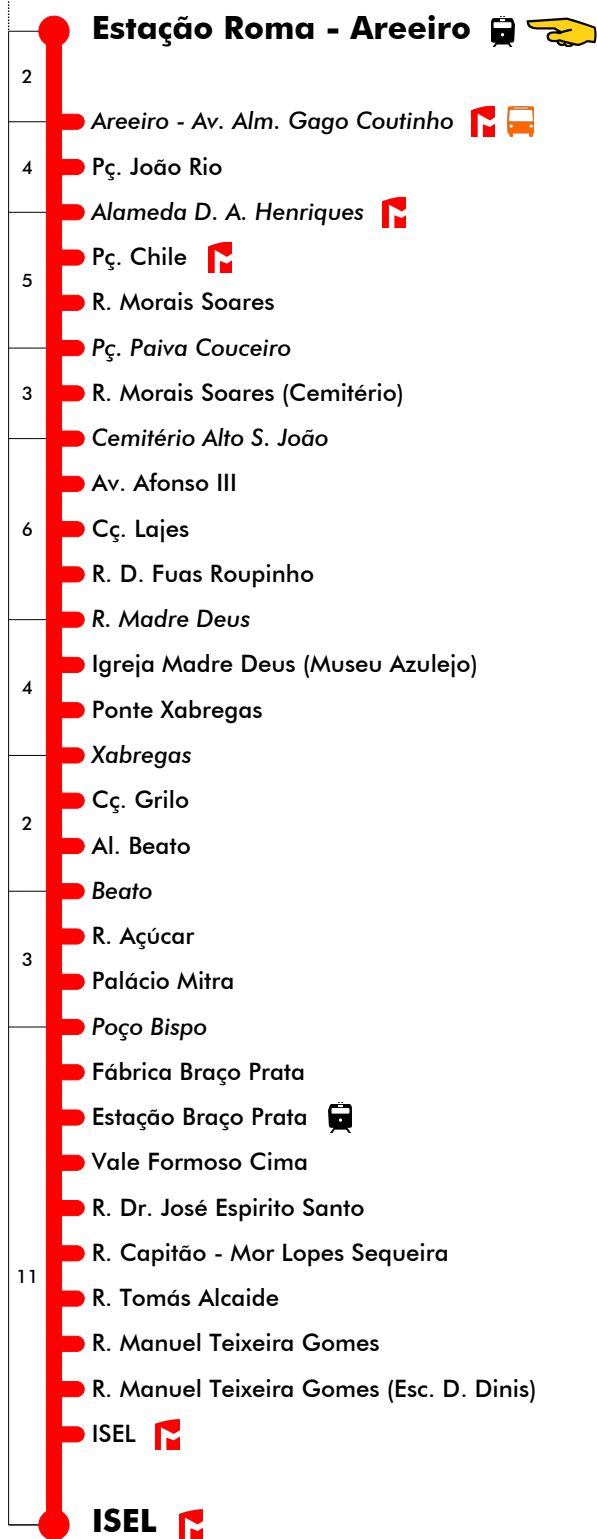 Estação Roma - Areeiro
2
Areeiro - Av. Alm. Gago Coutinho
4
Pç. João Rio
Alameda D. A. Henriques
Pç. Chile
5
R. Morais Soares
Pç. Paiva Couceiro
3
R. Morais Soares (Cemitério)
Cemitério Alto S. João
Av. Afonso III
6
Cç. Lajes
R. D. Fuas Roupinho
R. Madre Deus
Igreja Madre Deus (Museu Azulejo)
4
Ponte Xabregas
Xabregas
Cç. Grilo
2
Al. Beato
Beato
R. Açúcar
3
Palácio Mitra
Poço Bispo
Fábrica Braço Prata
Estação Braço Prata
Vale Formoso Cima
R. Dr. José Espirito Santo
R. Capitão - Mor Lopes Sequeira
11
R. Tomás Alcaide
R. Manuel Teixeira Gomes
R. Manuel Teixeira Gomes (Esc. D. Dinis)
ISEL
ISEL